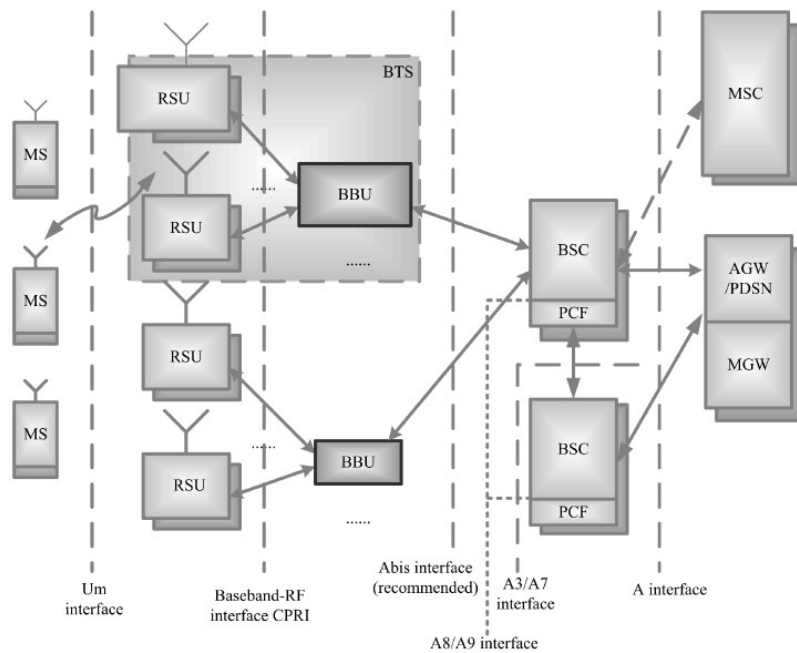 BTS
RSU
MSC
MS
......
BBU
RSU
BSC
......
AGW
/PDSN
MS
PCF
RSU
MGW
MS
BSC
......
BBU
RSU
PCF
......
Um
interface
Baseband-RF
interface CPRI
Abis interface
(recommended)
A3/A7
interface
A interface
A8/A9 interface